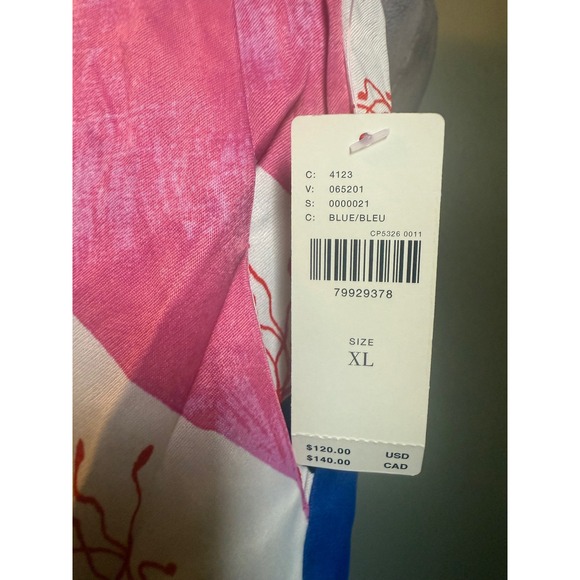 C: 4123
V: 065201
S: 0000021
C: BLUE/BLEU
CP5326 0011
79929378
SIZE
XL
$120.00 USD
$140.00 CAD